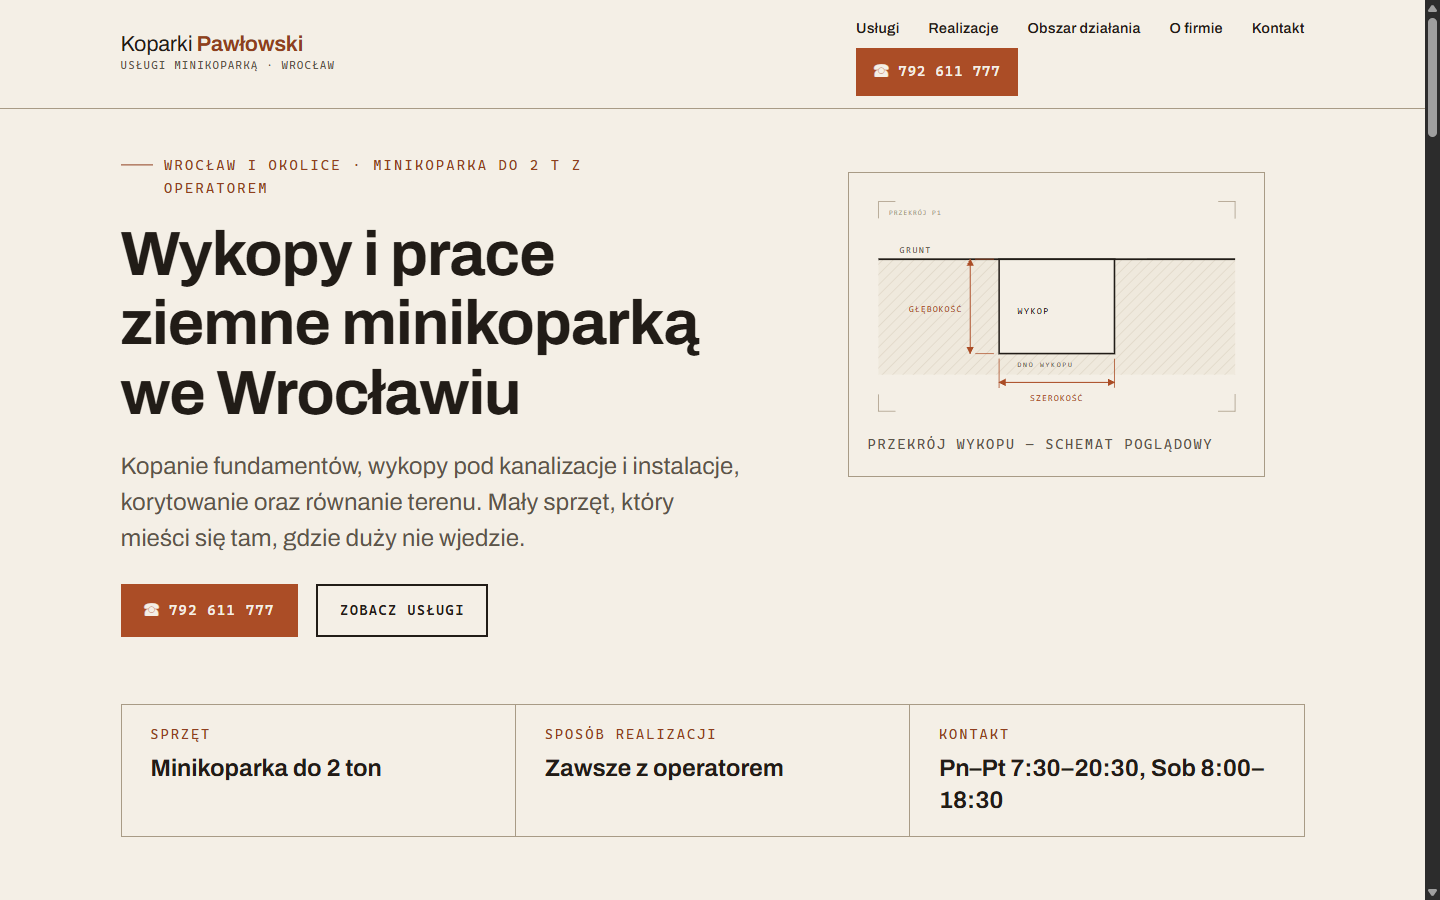 Koparki Pawłowski
USŁUGI MINIKOPARKĄ · WROCŁAW
Usługi Realizacje Obszar działania O firmie Kontakt
☎ 792 611 777
WROCŁAW I OKOLICE · MINIKOPARKA DO 2 T Z
OPERATOREM
Wykopy i prace
ziemne minikoparką
we Wrocławiu
Kopanie fundamentów, wykopy pod kanalizacje i instalacje,
korytowanie oraz równanie terenu. Mały sprzęt, który
mieści się tam, gdzie duży nie wjedzie.
☎ 792 611 777
ZOBACZ USŁUGI
PRZEKRÓJ P1
GRUNT
GŁĘBOKOŚĆ
WYKOP
DNO WYKOPU
SZEROKOŚĆ
PRZEKRÓJ WYKOPU — SCHEMAT POGLĄDOWY
SPRZĘT
Minikoparka do 2 ton
SPOSÓB REALIZACJI
Zawsze z operatorem
KONTAKT
Pn–Pt 7:30–20:30, Sob 8:00–
18:30